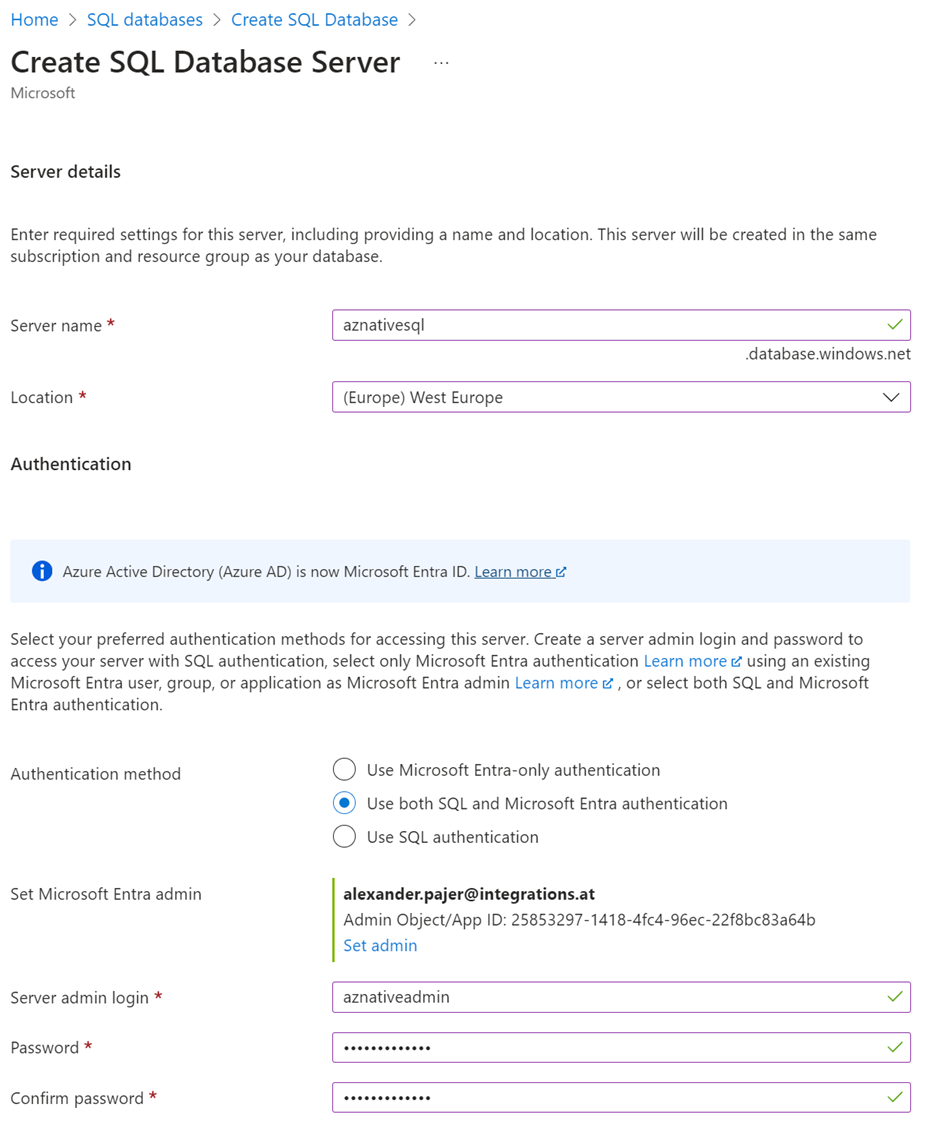 Home > SQL databases > Create SQL Database >
Create SQL Database Server ...
Microsoft
Server details
Enter required settings for this server, including providing a name and location. This server will be created in the same
subscription and resource group as your database.
Server name *
aznativesql
.database.windows.net
Location *
(Europe) West Europe
Authentication
Azure Active Directory (Azure AD) is now Microsoft Entra ID. Learn more
Select your preferred authentication methods for accessing this server. Create a server admin login and password to
access your server with SQL authentication, select only Microsoft Entra authentication Learn more using an existing
Microsoft Entra user, group, or application as Microsoft Entra admin Learn more , or select both SQL and Microsoft
Entra authentication.
Authentication method
Use Microsoft Entra-only authentication
Use both SQL and Microsoft Entra authentication
Use SQL authentication
Set Microsoft Entra admin
alexander.pajer@integrations.at
Admin Object/App ID: 25853297-1418-4fc4-96ec-22f8bc83a64b
Set admin
Server admin login *
aznativeadmin
Password *
•••••••••••••
Confirm password *
•••••••••••••